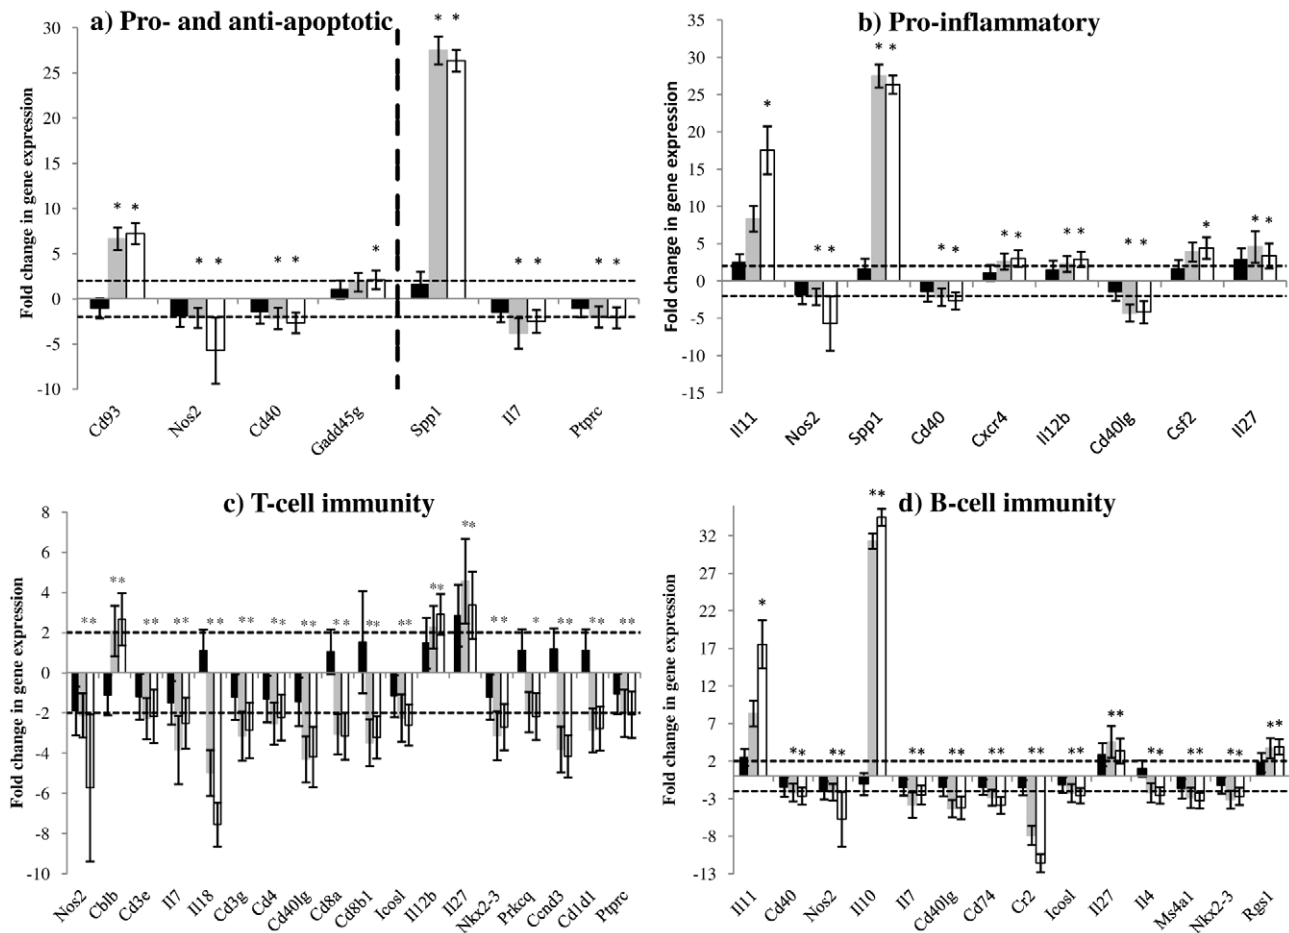 a) Pro- and anti-apoptotic
Fold change in gene expression
30
25
20
15
10
5
0
-5
-10
* * * * * * * * * * * * *
Cd93 Nos2 Cd40 Gadd45g Spp1 Il7 Ptprc
b) Pro-inflammatory
Fold change in gene expression
35
30
25
20
15
10
5
0
-5
-10
-15
* * * * * * * * * * * * * * * *
Il11 Nos2 Spp1 Cd40 Cxcr4 Il12b Cd40lg Csf2 Il27
c) T-cell immunity
Fold change in gene expression
8
6
4
2
0
-2
-4
-6
-8
-10
** ** ** ** ** ** ** ** ** ** ** ** ** ** * ** ** **
Nos2 Cblb Cd3e Il7 Il18 Cd3g Cd4 Cd40lg Cd8a Cd8b1 Icosl Il12b Il27 Nkx2-3 Prkcq Ccnd3 Cd1d1 Ptprc
d) B-cell immunity
Fold change in gene expression
32
27
22
17
12
7
2
-3
-8
-13
* ** ** ** ** ** ** ** ** ** ** ** ** **
Il11 Cd40 Nos2 Il10 Il7 Cd40lg Cd74 Cr2 Icosl Il27 Il4 Ms4a1 Nkx2-3 Rgs1